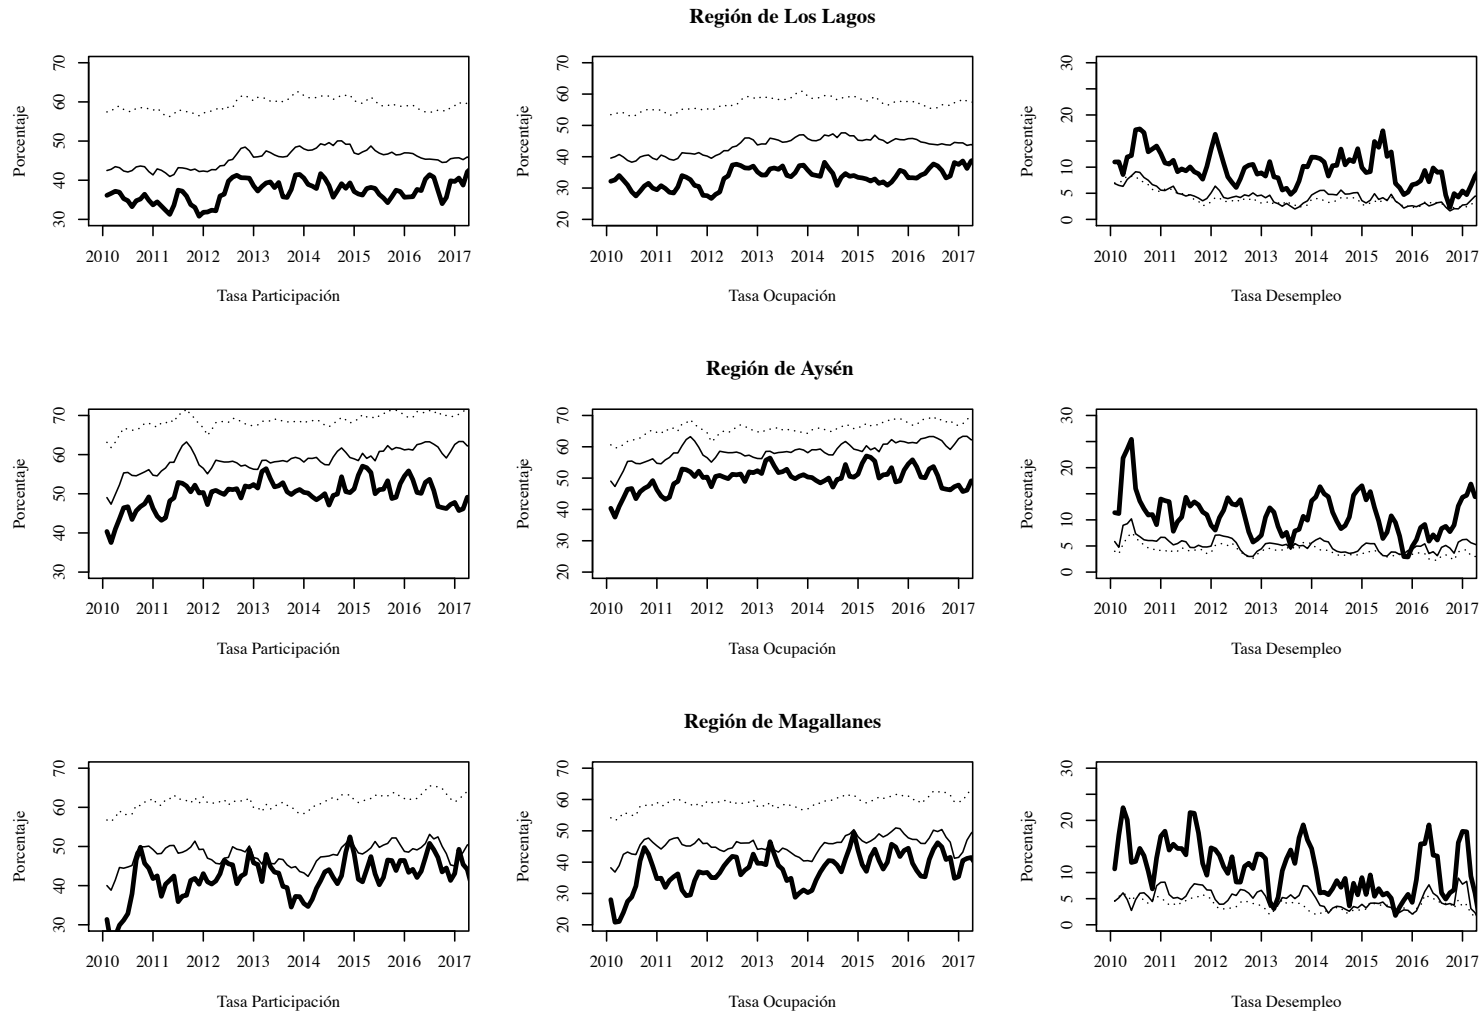 Región de Los Lagos
Porcentaje
30 40 50 60 70
2010 2011 2012 2013 2014 2015 2016 2017
Tasa Participación
Porcentaje
20 30 40 50 60 70
2010 2011 2012 2013 2014 2015 2016 2017
Tasa Ocupación
Porcentaje
0 5 10 20 30
2010 2011 2012 2013 2014 2015 2016 2017
Tasa Desempleo
Región de Aysén
Porcentaje
30 40 50 60 70
2010 2011 2012 2013 2014 2015 2016 2017
Tasa Participación
Porcentaje
20 30 40 50 60 70
2010 2011 2012 2013 2014 2015 2016 2017
Tasa Ocupación
Porcentaje
0 5 10 20 30
2010 2011 2012 2013 2014 2015 2016 2017
Tasa Desempleo
Región de Magallanes
Porcentaje
30 40 50 60 70
2010 2011 2012 2013 2014 2015 2016 2017
Tasa Participación
Porcentaje
20 30 40 50 60 70
2010 2011 2012 2013 2014 2015 2016 2017
Tasa Ocupación
Porcentaje
0 5 10 20 30
2010 2011 2012 2013 2014 2015 2016 2017
Tasa Desempleo